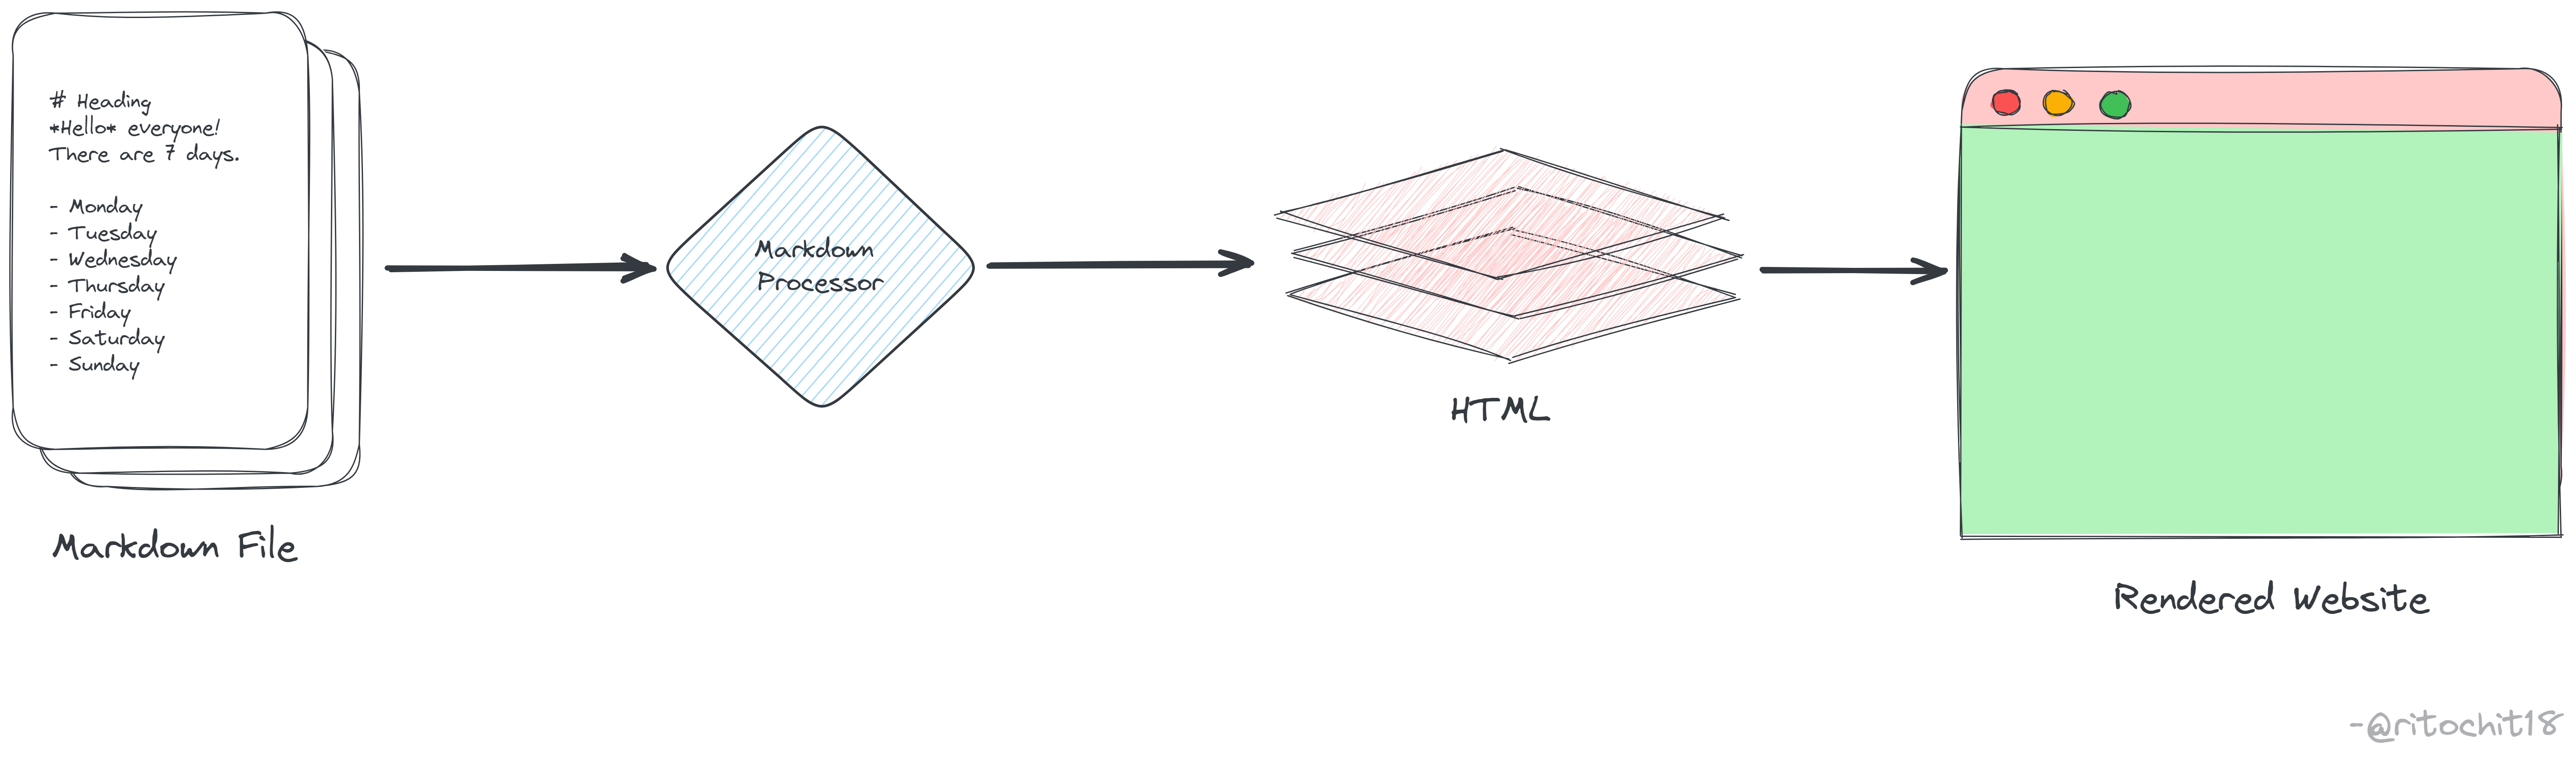 # Heading
*Hello* everyone!
There are 7 days.
- Monday
- Tuesday
- Wednesday
- Thursday
- Friday
- Saturday
- Sunday
Markdown File
Markdown
Processor
HTML
Rendered Website
-@ritochit18